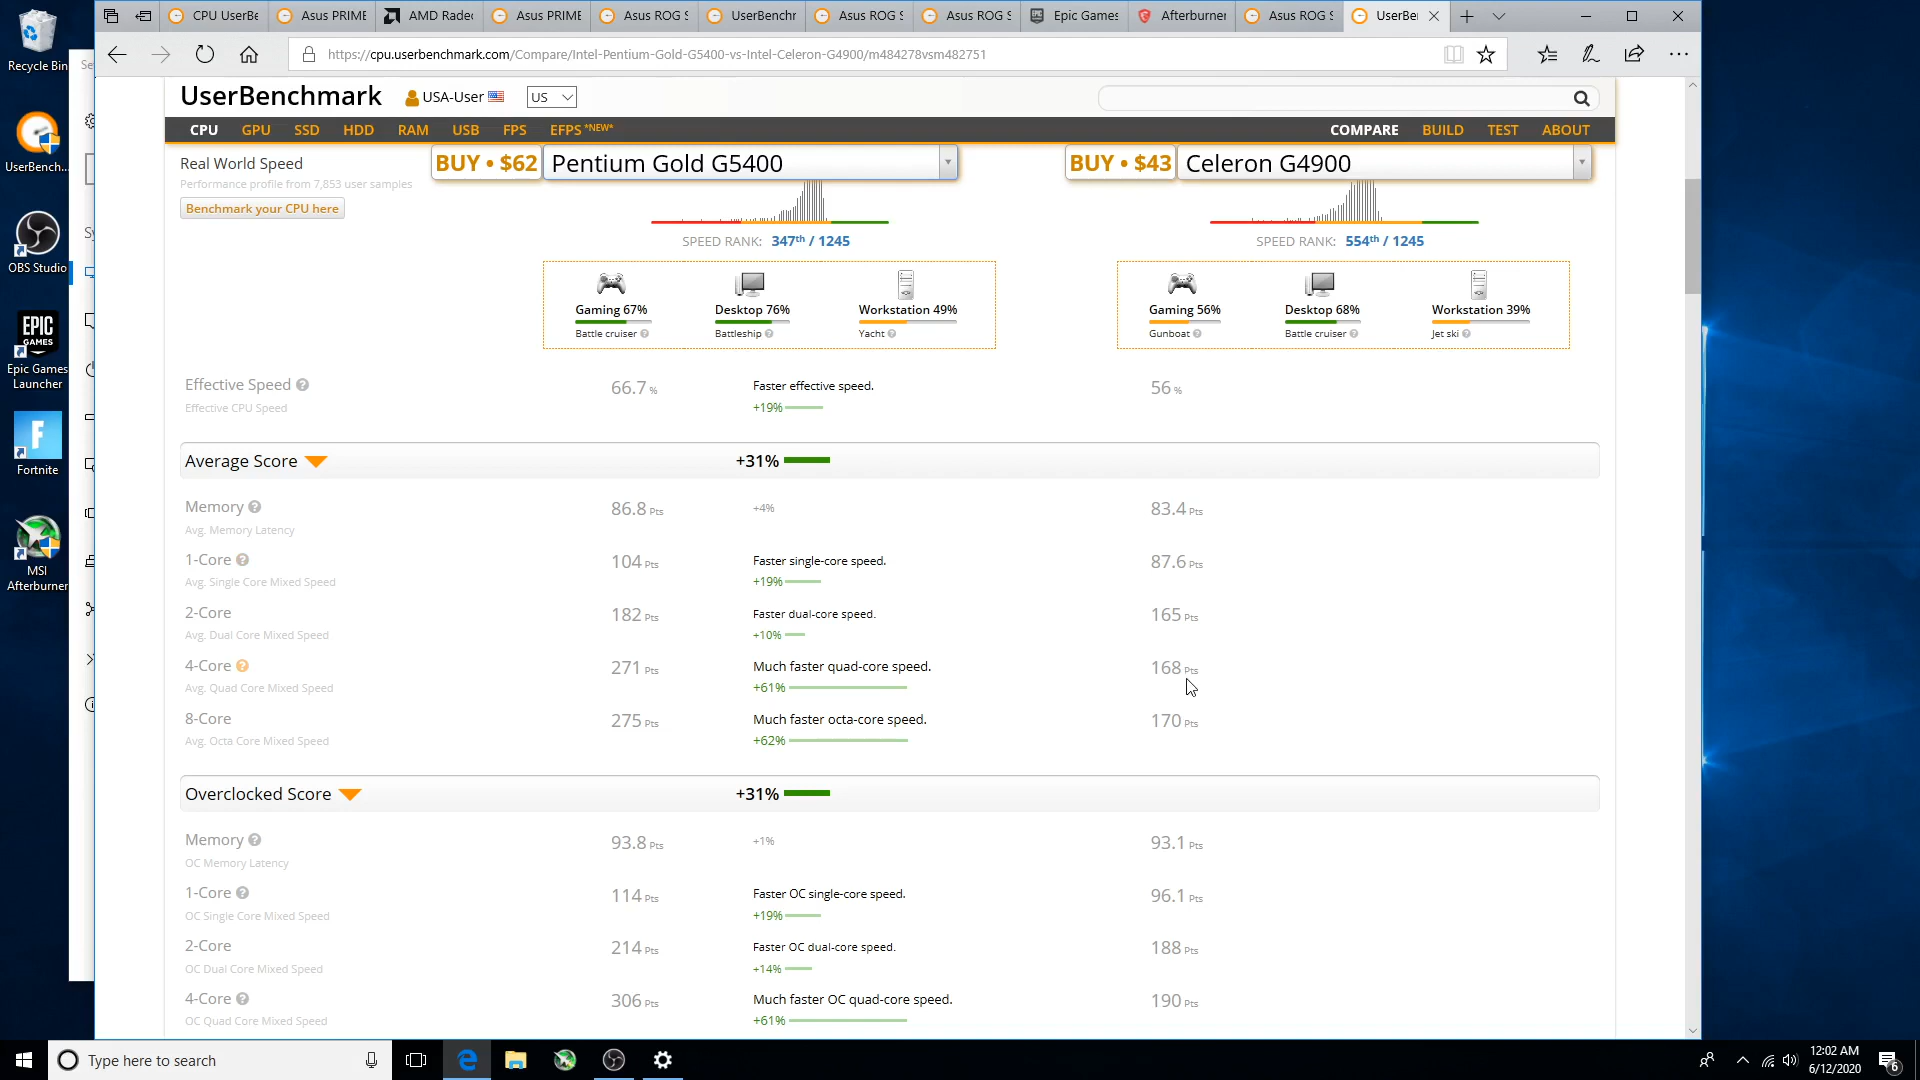 Recycle Bin
UserBench...
OBS Studio
EPIC
GAMES
Epic Games
Launcher
Fortnite
MSI
Afterburner
Se
Sy
CPU UserBe
Asus PRIME
AMD Radec
Asus PRIME
Asus ROG S
UserBenchm
Asus ROG S
Asus ROG S
Epic Games
Afterburner
Asus ROG S
UserBe
https://cpu.userbenchmark.com/Compare/Intel-Pentium-Gold-G5400-vs-Intel-Celeron-G4900/m484278vsm482751
UserBenchmark
USA-User
US
CPU GPU SSD HDD RAM USB FPS EFPS *NEW*
COMPARE BUILD TEST ABOUT
Real World Speed
BUY • $62 Pentium Gold G5400
BUY • $43 Celeron G4900
Performance profile from 7,853 user samples
Benchmark your CPU here
SPEED RANK: 347th / 1245
SPEED RANK: 554th / 1245
Gaming 67% Desktop 76% Workstation 49%
Battle cruiser Battleship Yacht
Gaming 56% Desktop 68% Workstation 39%
Gunboat Battle cruiser Jet ski
Effective Speed 66.7 % Faster effective speed. 56 %
Effective CPU Speed +19%
Average Score +31%
Memory 86.8 Pts +4% 83.4 Pts
Avg. Memory Latency
1-Core 104 Pts Faster single-core speed. 87.6 Pts
Avg. Single Core Mixed Speed +19%
2-Core 182 Pts Faster dual-core speed. 165 Pts
Avg. Dual Core Mixed Speed +10%
4-Core 271 Pts Much faster quad-core speed. 168 Pts
Avg. Quad Core Mixed Speed +61%
8-Core 275 Pts Much faster octa-core speed. 170 Pts
Avg. Octa Core Mixed Speed +62%
Overclocked Score +31%
Memory 93.8 Pts +1% 93.1 Pts
OC Memory Latency
1-Core 114 Pts Faster OC single-core speed. 96.1 Pts
OC Single Core Mixed Speed +19%
2-Core 214 Pts Faster OC dual-core speed. 188 Pts
OC Dual Core Mixed Speed +14%
4-Core 306 Pts Much faster OC quad-core speed. 190 Pts
OC Quad Core Mixed Speed +61%
Type here to search
12:02 AM
6/12/2020
6